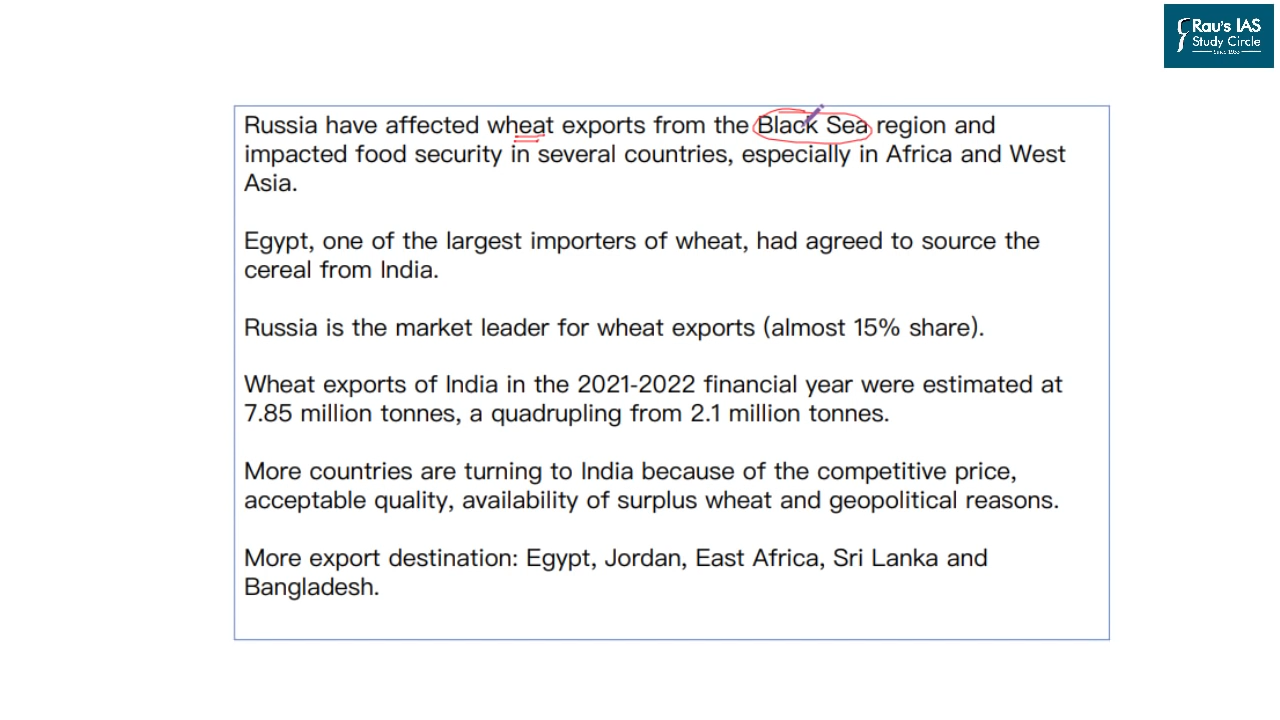 Rau's IAS
Study Circle
Russia have affected wheat exports from the Black Sea region and
impacted food security in several countries, especially in Africa and West
Asia.
Egypt, one of the largest importers of wheat, had agreed to source the
cereal from India.
Russia is the market leader for wheat exports (almost 15% share).
Wheat exports of India in the 2021-2022 financial year were estimated at
7.85 million tonnes, a quadrupling from 2.1 million tonnes.
More countries are turning to India because of the competitive price,
acceptable quality, availability of surplus wheat and geopolitical reasons.
More export destination: Egypt, Jordan, East Africa, Sri Lanka and
Bangladesh.